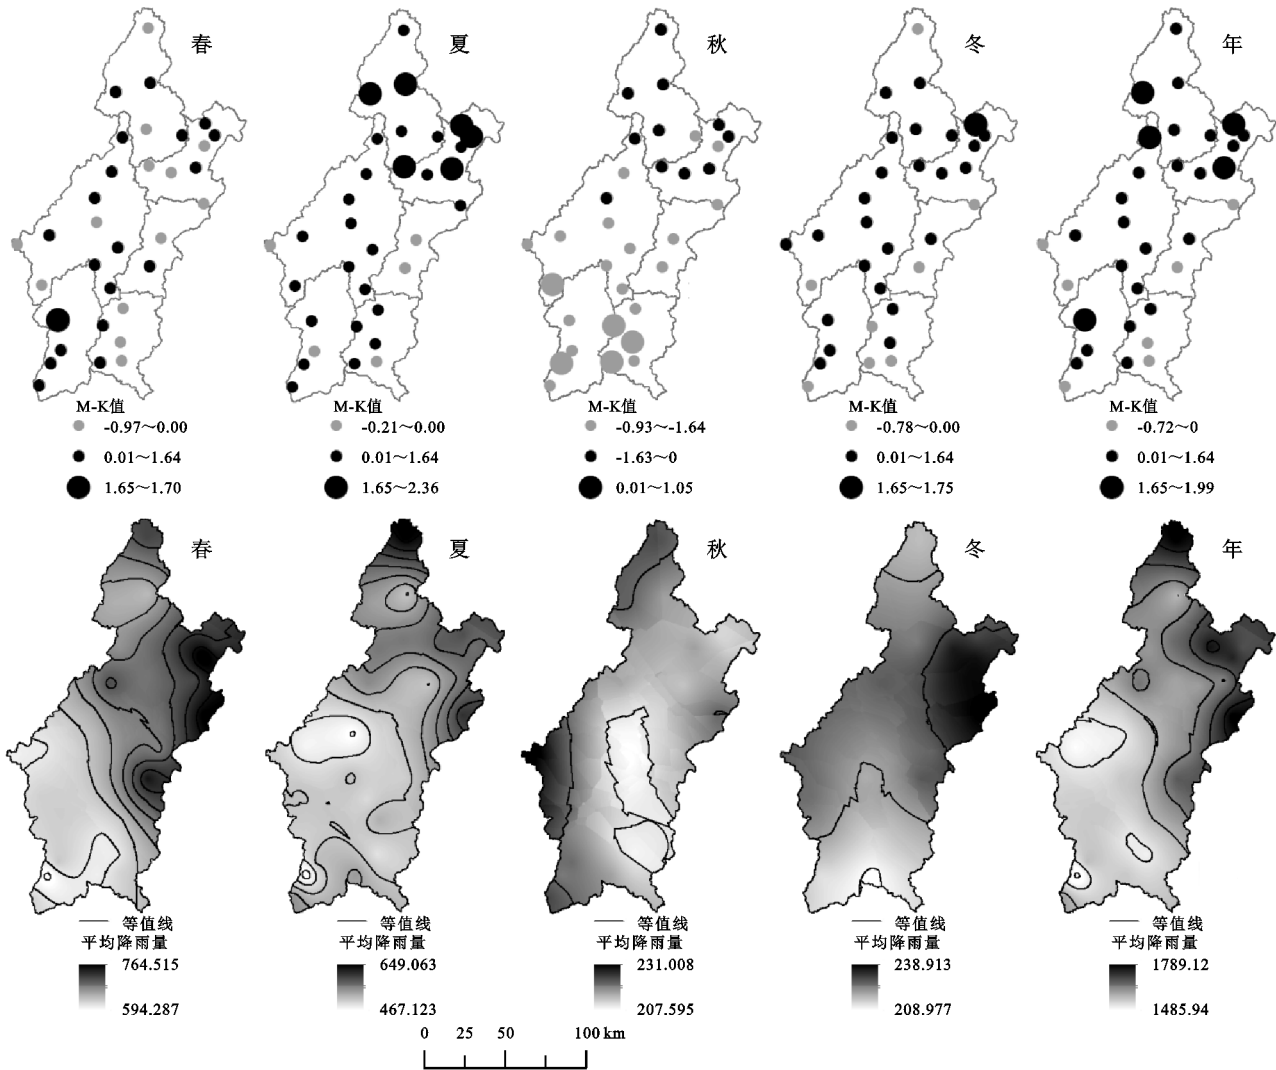 春
夏
秋
冬
年
M-K值
-0.97～0.00
0.01～1.64
1.65～1.70
M-K值
-0.21～0.00
0.01～1.64
1.65～2.36
M-K值
-0.93～-1.64
-1.63～0
0.01～1.05
M-K值
-0.78～0.00
0.01～1.64
1.65～1.75
M-K值
-0.72～0
0.01～1.64
1.65～1.99
春
夏
秋
冬
年
等值线
平均降雨量
764.515
594.287
等值线
平均降雨量
649.063
467.123
等值线
平均降雨量
231.008
207.595
等值线
平均降雨量
238.913
208.977
等值线
平均降雨量
1789.12
1485.94
0 25 50 100 km